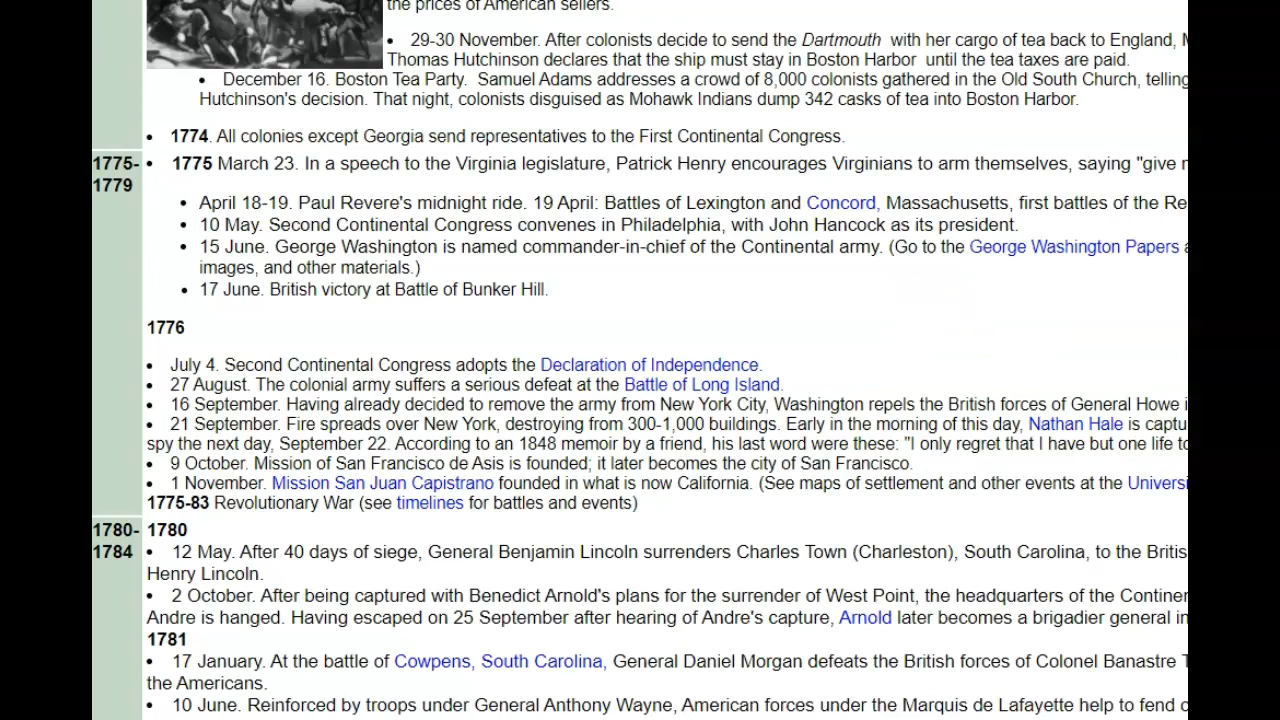 the prices of American sellers.
• 29-30 November. After colonists decide to send the Dartmouth with her cargo of tea back to England,
Thomas Hutchinson declares that the ship must stay in Boston Harbor until the tea taxes are paid.
• December 16. Boston Tea Party. Samuel Adams addresses a crowd of 8,000 colonists gathered in the Old South Church, telling
Hutchinson's decision. That night, colonists disguised as Mohawk Indians dump 342 casks of tea into Boston Harbor.
• 1774. All colonies except Georgia send representatives to the First Continental Congress.
1775-1779
• 1775 March 23. In a speech to the Virginia legislature, Patrick Henry encourages Virginians to arm themselves, saying "give
• April 18-19. Paul Revere's midnight ride. 19 April: Battles of Lexington and Concord, Massachusetts, first battles of the Re
• 10 May. Second Continental Congress convenes in Philadelphia, with John Hancock as its president.
• 15 June. George Washington is named commander-in-chief of the Continental army. (Go to the George Washington Papers
images, and other materials.)
• 17 June. British victory at Battle of Bunker Hill.
1776
• July 4. Second Continental Congress adopts the Declaration of Independence.
• 27 August. The colonial army suffers a serious defeat at the Battle of Long Island.
• 16 September. Having already decided to remove the army from New York City, Washington repels the British forces of General Howe i
• 21 September. Fire spreads over New York, destroying from 300-1,000 buildings. Early in the morning of this day, Nathan Hale is captu
spy the next day, September 22. According to an 1848 memoir by a friend, his last word were these: "I only regret that I have but one life to
• 9 October. Mission of San Francisco de Asis is founded; it later becomes the city of San Francisco.
• 1 November. Mission San Juan Capistrano founded in what is now California. (See maps of settlement and other events at the Universi
1775-83 Revolutionary War (see timelines for battles and events)
1780-1784
1780
• 12 May. After 40 days of siege, General Benjamin Lincoln surrenders Charles Town (Charleston), South Carolina, to the Britis
Henry Lincoln.
• 2 October. After being captured with Benedict Arnold's plans for the surrender of West Point, the headquarters of the Continen
Andre is hanged. Having escaped on 25 September after hearing of Andre's capture, Arnold later becomes a brigadier general in
1781
• 17 January. At the battle of Cowpens, South Carolina, General Daniel Morgan defeats the British forces of Colonel Banastre T
the Americans.
• 10 June. Reinforced by troops under General Anthony Wayne, American forces under the Marquis de Lafayette help to fend o